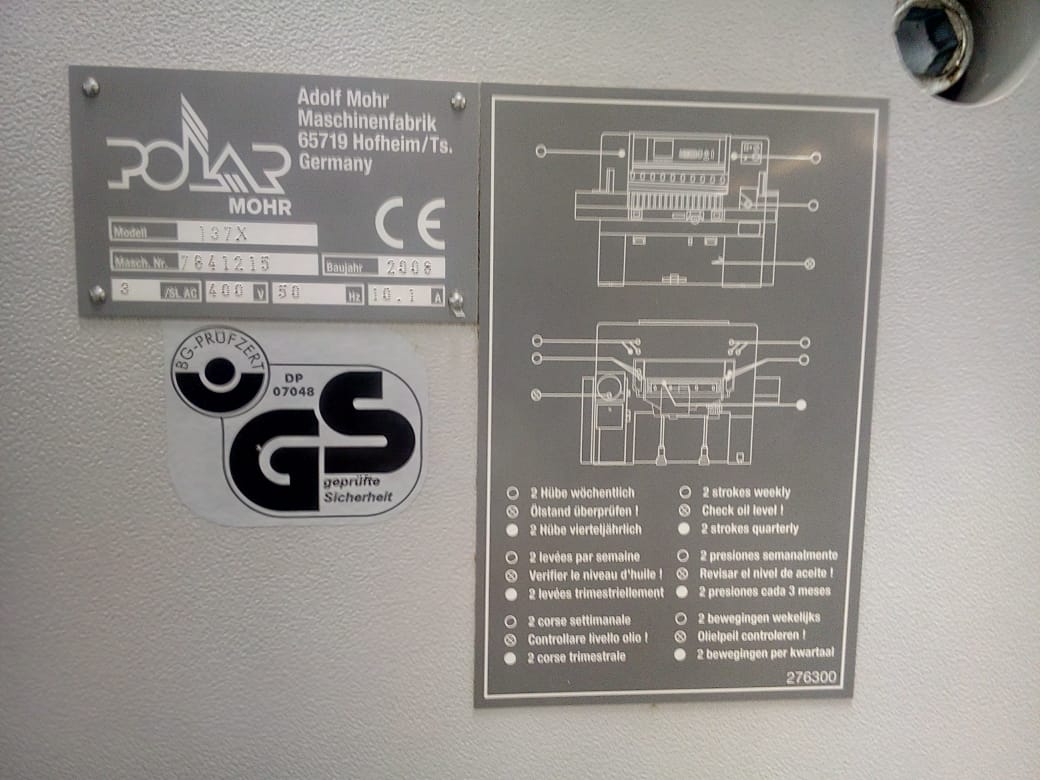 POLAR
MOHR
Adolf Mohr
Maschinenfabrik
65719 Hofheim/Ts.
Germany
CE
Modell 137X
Masch. Nr. 7841215 Baujahr 2008
3 /SL AC 400 V 50 Hz 10.1 A
BG-PRÜFZERT
DP
07048
GS
geprüfte
Sicherheit
2 Hübe wöchentlich
Ölstand überprüfen !
2 Hübe vierteljährlich
2 strokes weekly
Check oil level !
2 strokes quarterly
2 levées par semaine
Verifier le niveau d'huile !
2 levées trimestriellement
2 presiones semanalmente
Revisar el nivel de aceite !
2 presiones cada 3 meses
2 corse settimanale
Controllare livello olio !
2 corse trimestrale
2 bewegingen wekelijks
Olielpeil controleren !
2 bewegingen per kwartaal
276300